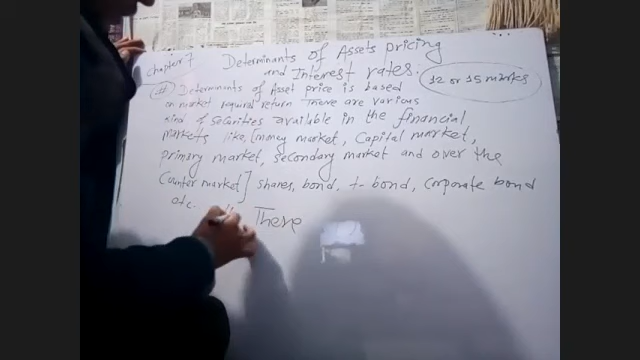 chapter: 7 Determinants of Assets pricing
and Interest rates.
12 or 15 marks
(#) Determinants of Asset price is based
on market required return There are various
kind of securities available in the financial
markets like, [money market, Capital market,
primary market, secondary market and over the
Counter market] shares, bond, t-bond, corporate bond
etc. There